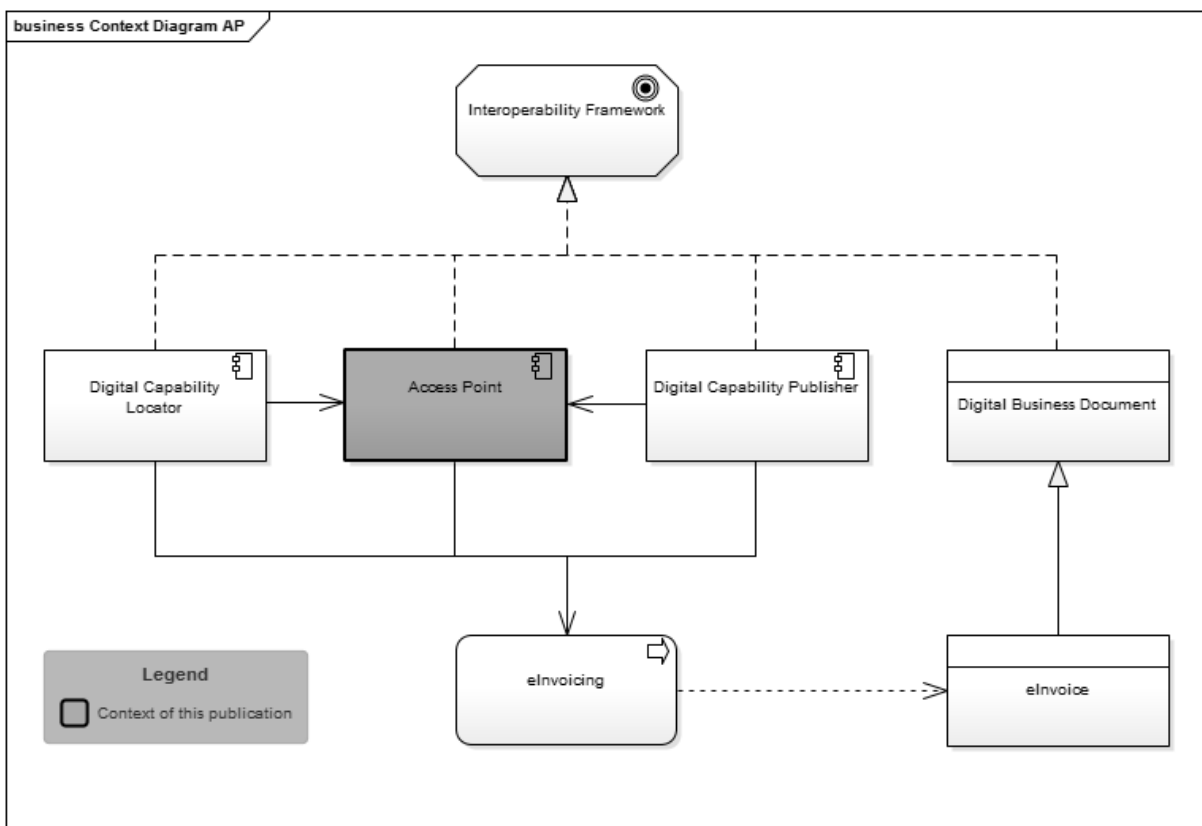 business Context Diagram AP
Interoperability Framework
Digital Capability
Locator
Access Point
Digital Capability Publisher
Digital Business Document
eInvoicing
eInvoice
Legend
Context of this publication